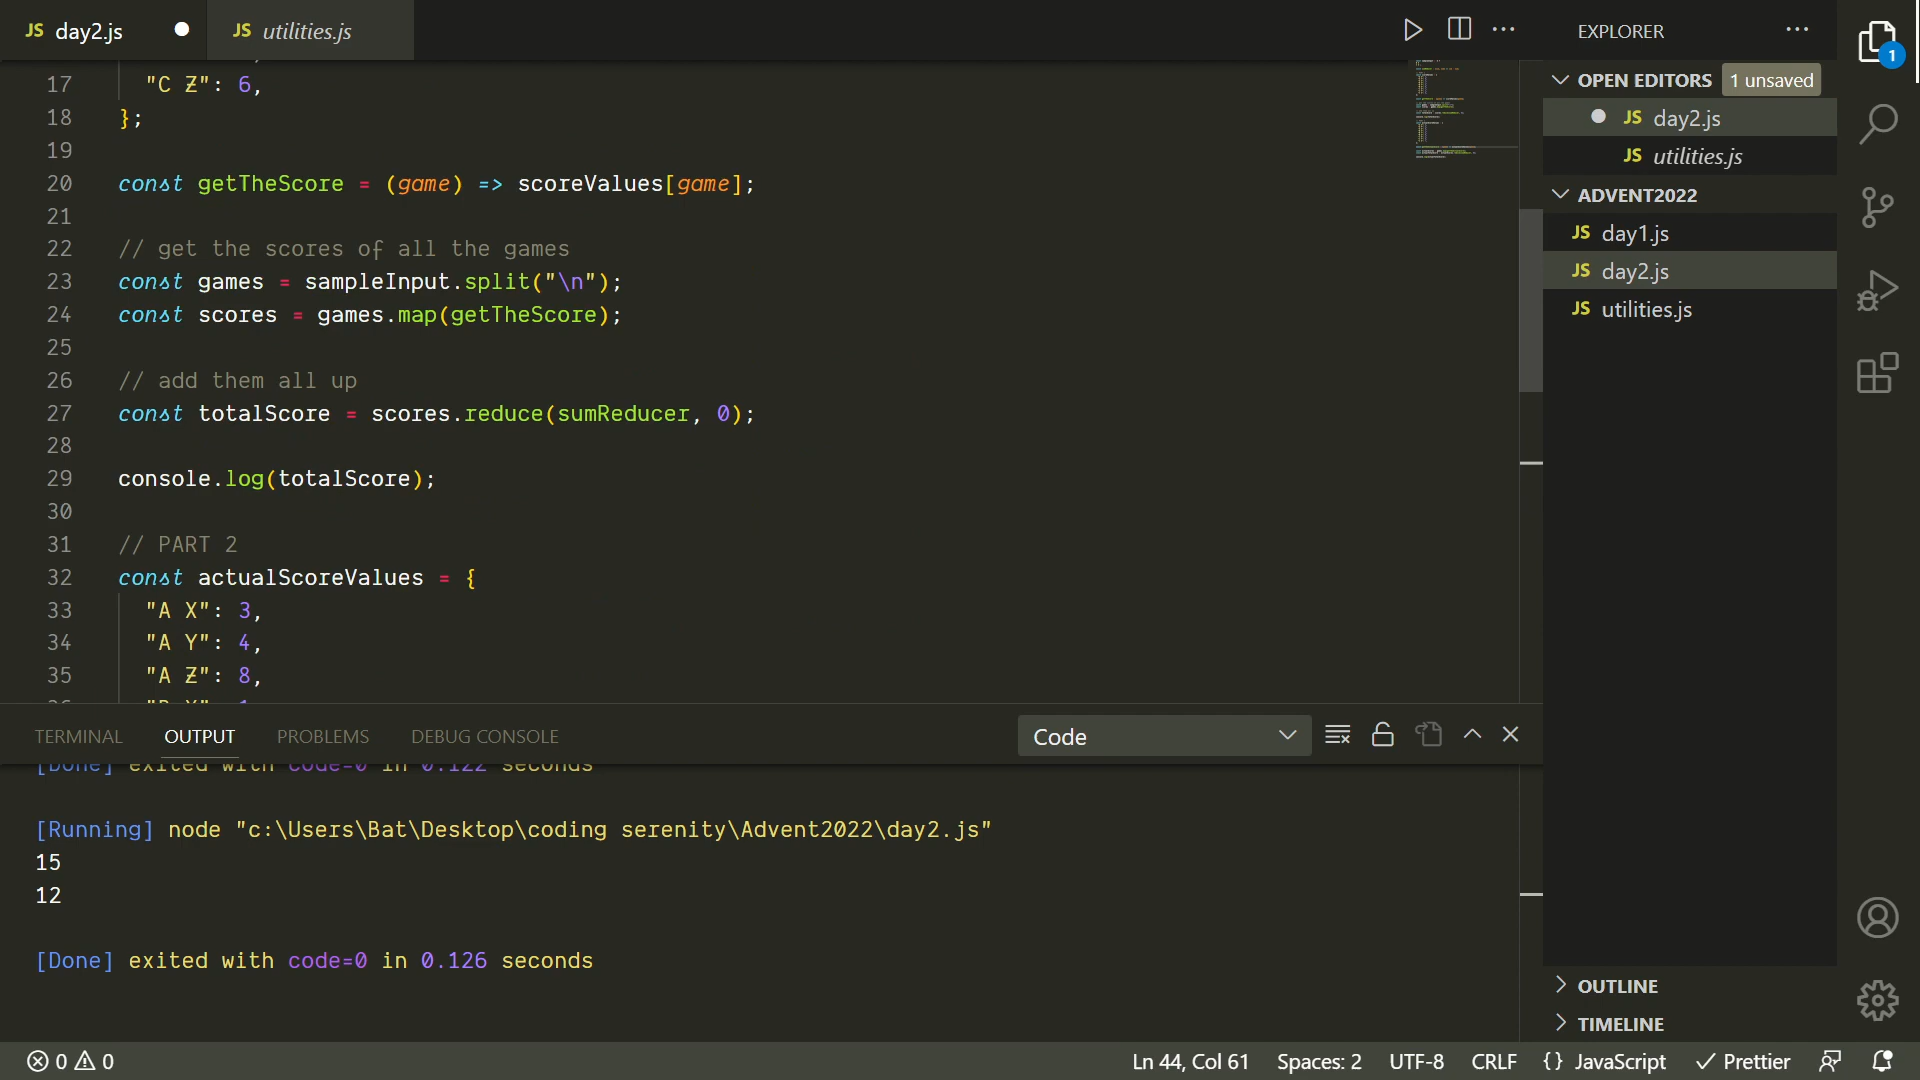 JS day2.js
JS utilities.js
EXPLORER
OPEN EDITORS 1 unsaved
JS day2.js
JS utilities.js
ADVENT2022
JS day1.js
JS day2.js
JS utilities.js
OUTLINE
TIMELINE
1
17 "C Z": 6,
18 };
19
20 const getTheScore = (game) => scoreValues[game];
21
22 // get the scores of all the games
23 const games = sampleInput.split("\n");
24 const scores = games.map(getTheScore);
25
26 // add them all up
27 const totalScore = scores.reduce(sumReducer, 0);
28
29 console.log(totalScore);
30
31 // PART 2
32 const actualScoreValues = {
33 "A X": 3,
34 "A Y": 4,
35 "A Z": 8,
TERMINAL OUTPUT PROBLEMS DEBUG CONSOLE Code
[Done] exited with code=0 in 0.122 seconds
[Running] node "c:\Users\Bat\Desktop\coding serenity\Advent2022\day2.js"
15
12
[Done] exited with code=0 in 0.126 seconds
0 0 Ln 44, Col 61 Spaces: 2 UTF-8 CRLF {} JavaScript Prettier